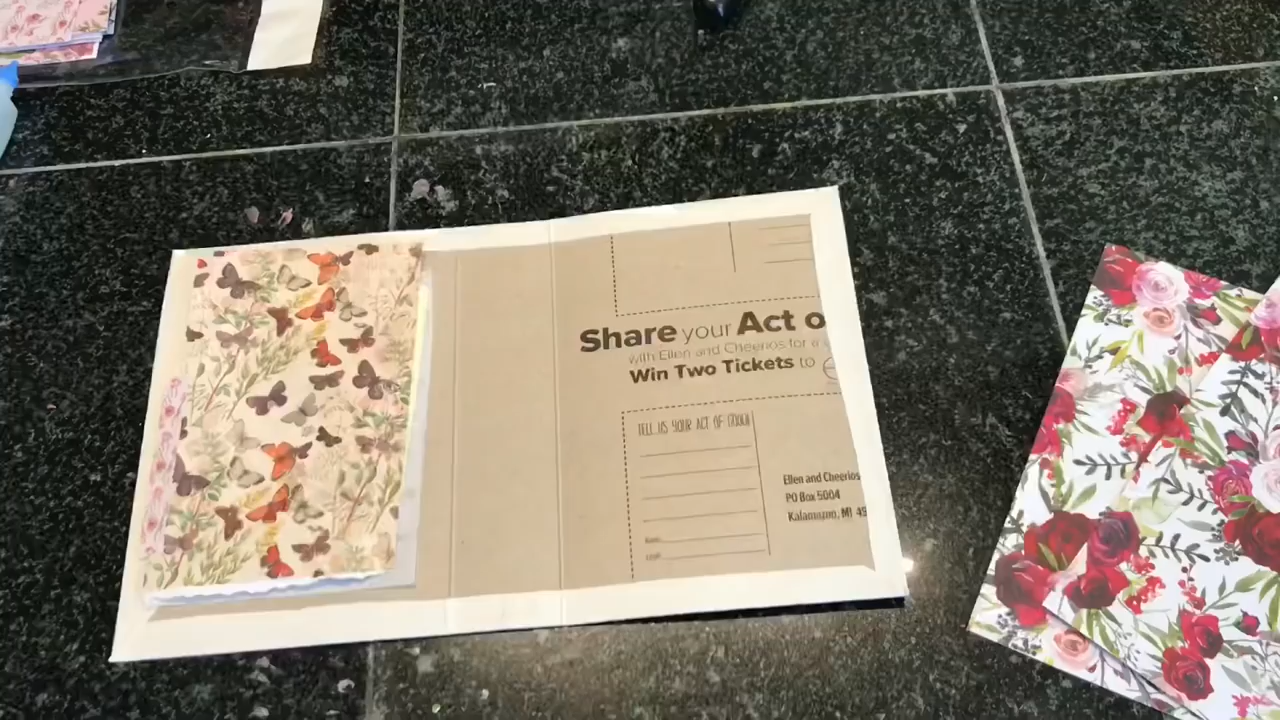 Share your Act o
with Ellen and Cheerios for a
Win Two Tickets to
TELL US YOUR ACT OF GOOD!
Ellen and Cheerios
PO Box 5004
Kalamazoo, MI 49